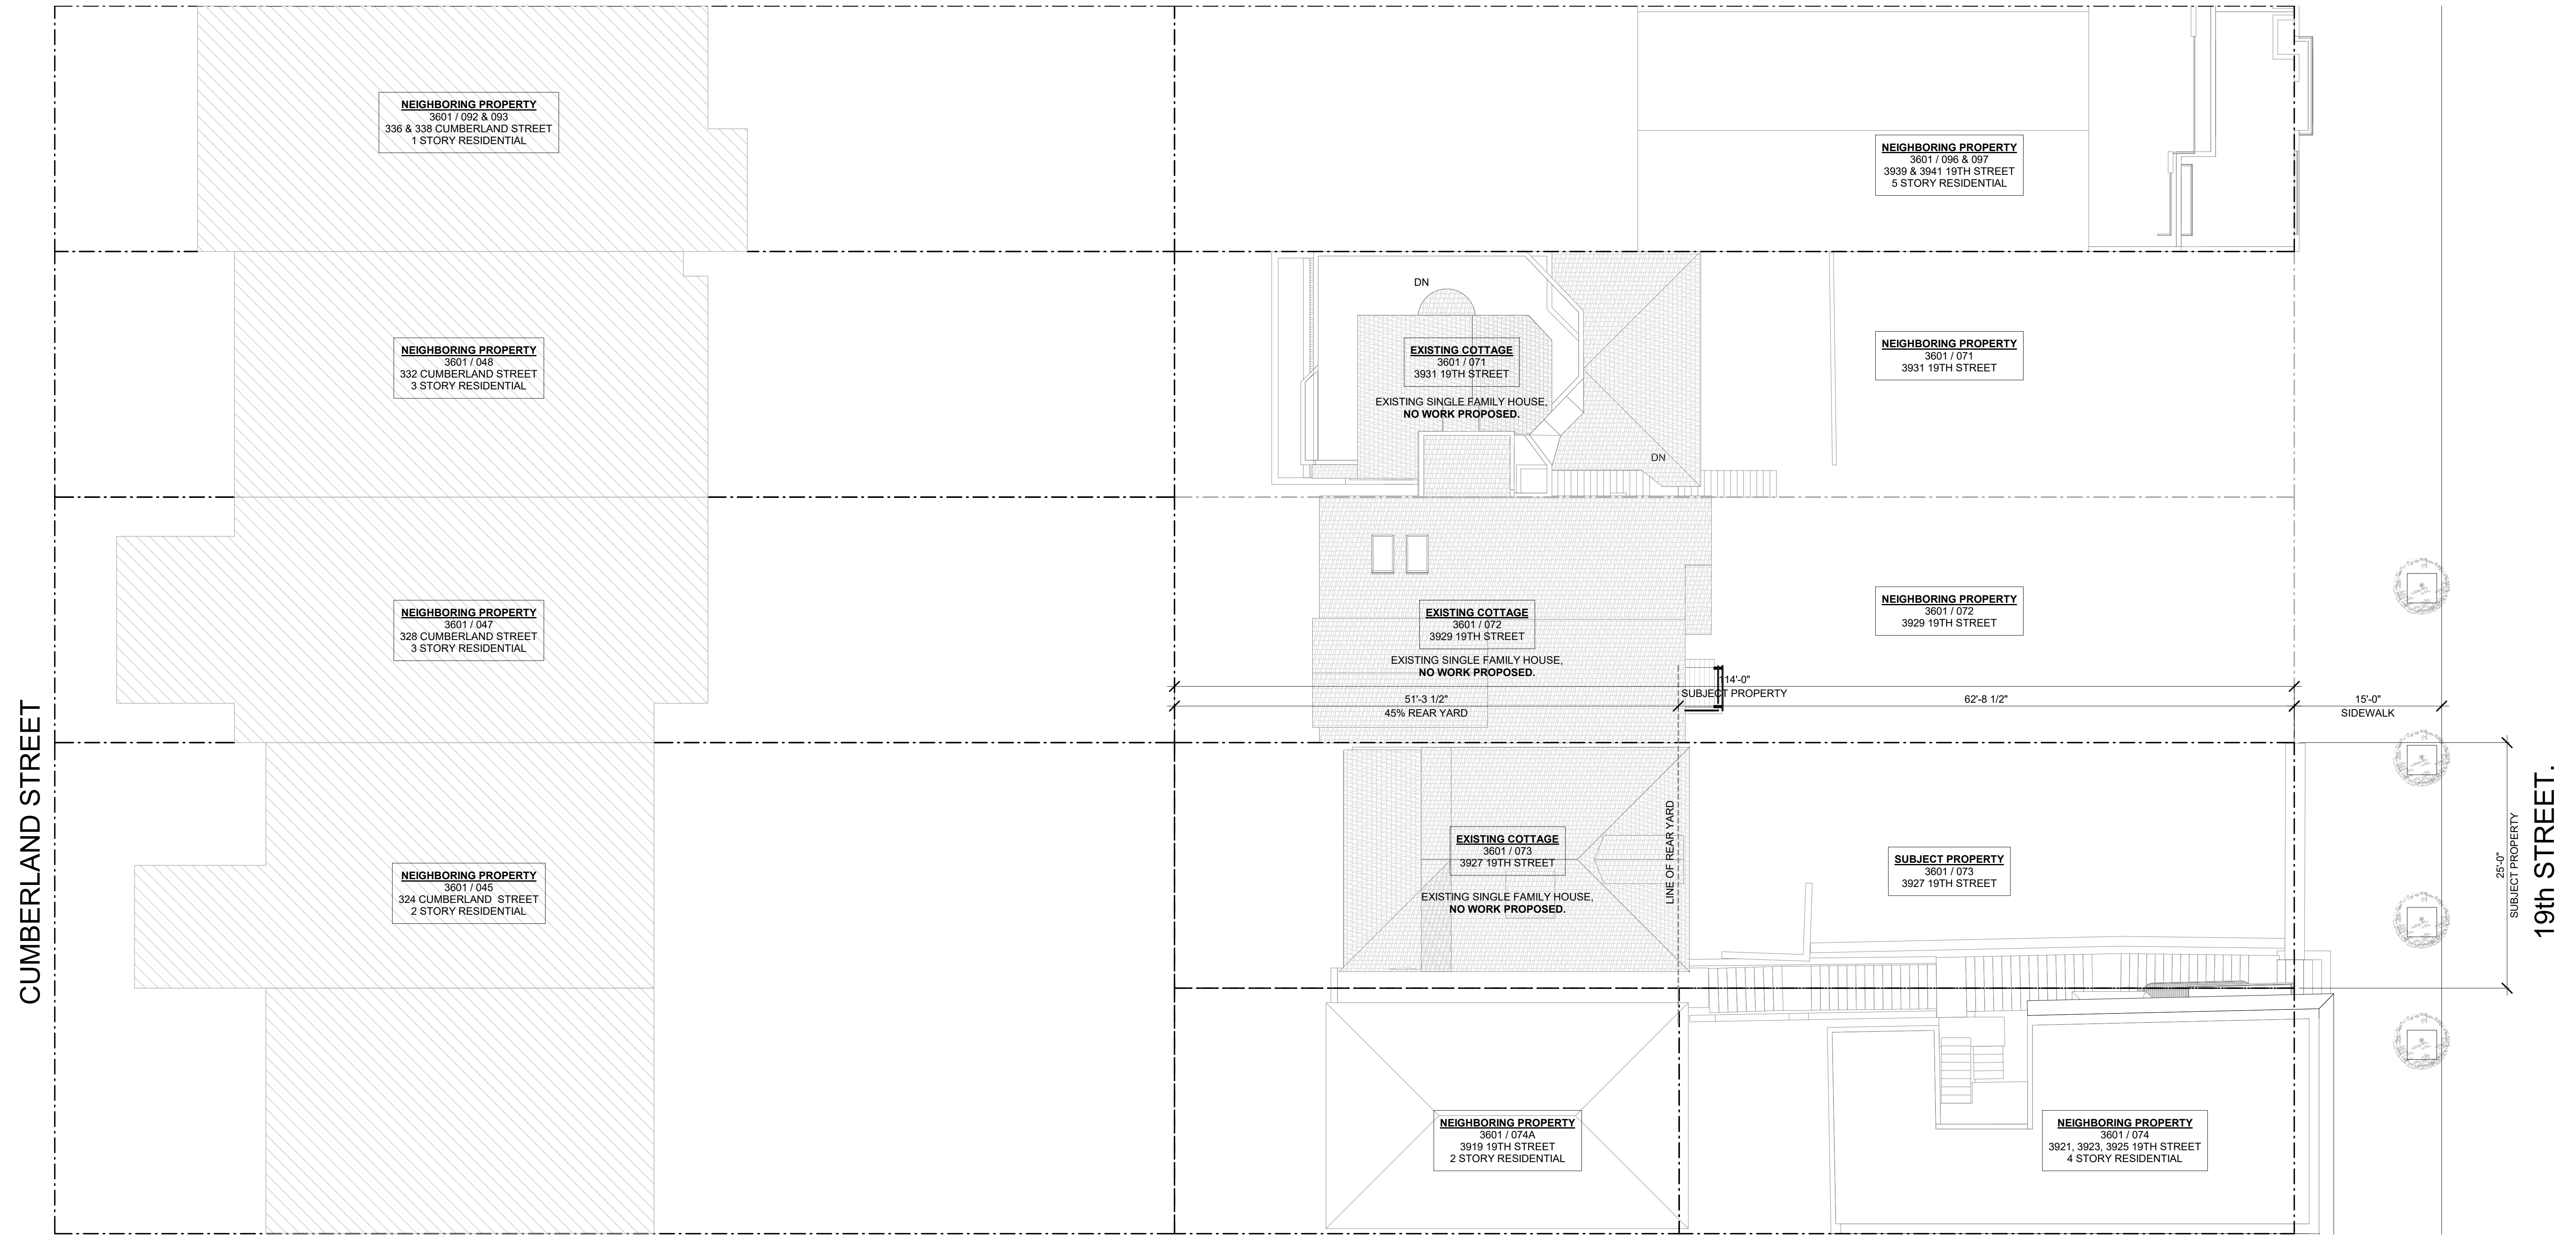 NEIGHBORING PROPERTY
3601 / 092 & 093
336 & 338 CUMBERLAND STREET
1 STORY RESIDENTIAL
NEIGHBORING PROPERTY
3601 / 096 & 097
3939 & 3941 19TH STREET
5 STORY RESIDENTIAL
NEIGHBORING PROPERTY
3601 / 048
332 CUMBERLAND STREET
3 STORY RESIDENTIAL
DN
EXISTING COTTAGE
3601 / 071
3931 19TH STREET
EXISTING SINGLE FAMILY HOUSE,
NO WORK PROPOSED.
DN
NEIGHBORING PROPERTY
3601 / 071
3931 19TH STREET
NEIGHBORING PROPERTY
3601 / 047
328 CUMBERLAND STREET
3 STORY RESIDENTIAL
EXISTING COTTAGE
3601 / 072
3929 19TH STREET
EXISTING SINGLE FAMILY HOUSE,
NO WORK PROPOSED.
NEIGHBORING PROPERTY
3601 / 072
3929 19TH STREET
114'-0"
SUBJECT PROPERTY
51'-3 1/2"
45% REAR YARD
62'-8 1/2"
15'-0"
SIDEWALK
CUMBERLAND STREET
NEIGHBORING PROPERTY
3601 / 045
324 CUMBERLAND STREET
2 STORY RESIDENTIAL
EXISTING COTTAGE
3601 / 073
3927 19TH STREET
EXISTING SINGLE FAMILY HOUSE,
NO WORK PROPOSED.
LINE OF REAR YARD
SUBJECT PROPERTY
3601 / 073
3927 19TH STREET
25'-0"
SUBJECT PROPERTY
19th STREET.
NEIGHBORING PROPERTY
3601 / 074A
3919 19TH STREET
2 STORY RESIDENTIAL
NEIGHBORING PROPERTY
3601 / 074
3921, 3923, 3925 19TH STREET
4 STORY RESIDENTIAL